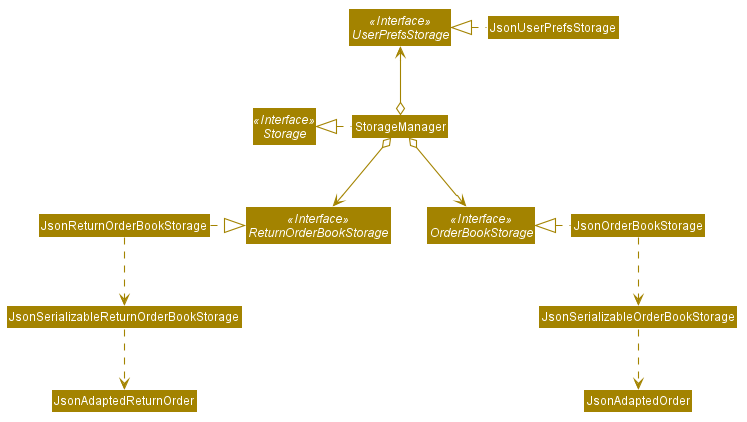 «Interface»
UserPrefsStorage
JsonUserPrefsStorage
«Interface»
Storage
StorageManager
JsonReturnOrderBookStorage
«Interface»
ReturnOrderBookStorage
«Interface»
OrderBookStorage
JsonOrderBookStorage
JsonSerializableReturnOrderBookStorage
JsonSerializableOrderBookStorage
JsonAdaptedReturnOrder
JsonAdaptedOrder